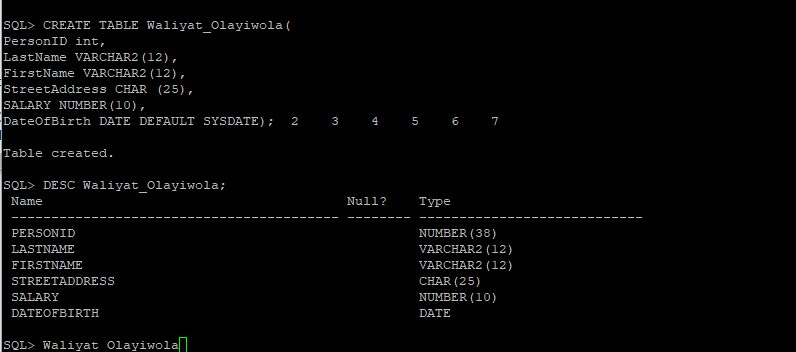 SQL> CREATE TABLE Waliyat_Olayiwola(
PersonID int,
LastName VARCHAR2(12),
FirstName VARCHAR2(12),
StreetAddress CHAR (25),
SALARY NUMBER(10),
DateOfBirth DATE DEFAULT SYSDATE);  2    3    4    5    6    7
Table created.
SQL> DESC Waliyat_Olayiwola;
 Name                                      Null?    Type
 ----------------------------------------- -------- ----------------------------
 PERSONID                                           NUMBER(38)
 LASTNAME                                           VARCHAR2(12)
 FIRSTNAME                                          VARCHAR2(12)
 STREETADDRESS                                      CHAR(25)
 SALARY                                             NUMBER(10)
 DATEOFBIRTH                                        DATE
SQL> Waliyat Olayiwola